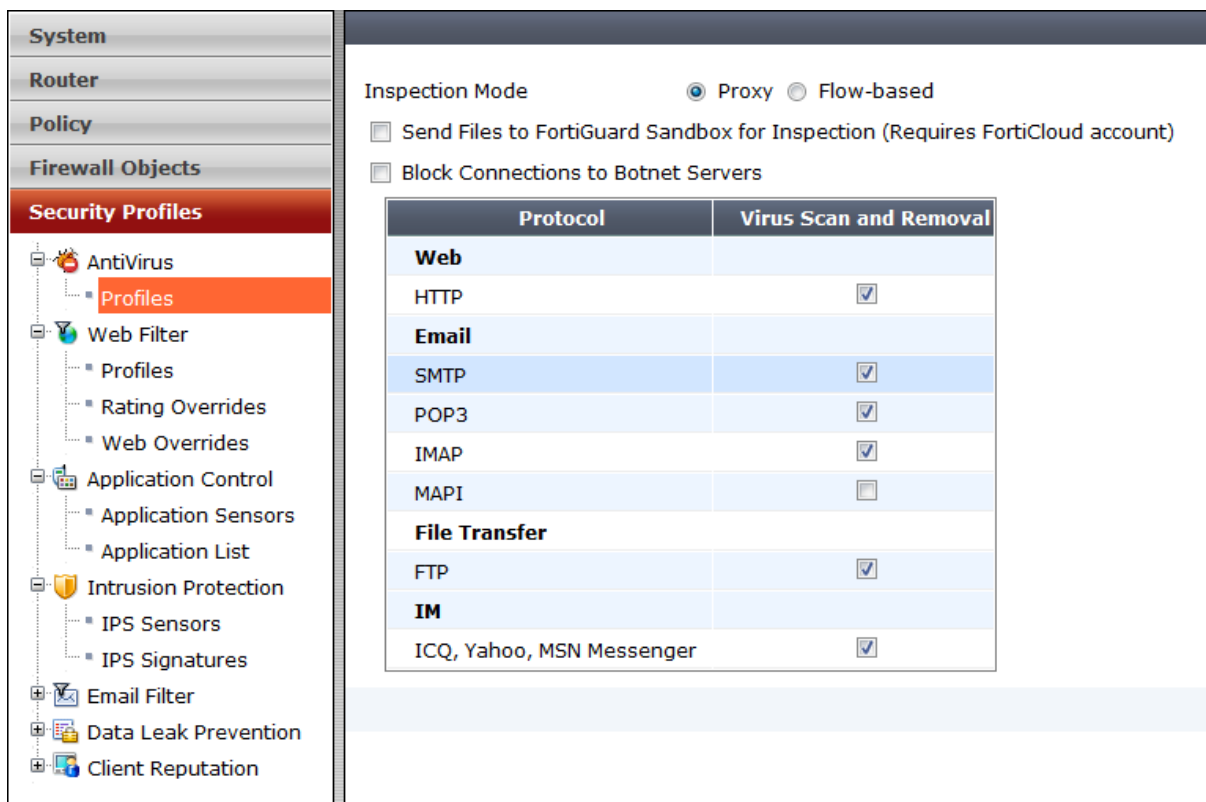 System
Router
Policy
Firewall Objects
Security Profiles
AntiVirus
Profiles
Web Filter
Profiles
Rating Overrides
Web Overrides
Application Control
Application Sensors
Application List
Intrusion Protection
IPS Sensors
IPS Signatures
Email Filter
Data Leak Prevention
Client Reputation
Inspection Mode Proxy Flow-based
Send Files to FortiGuard Sandbox for Inspection (Requires FortiCloud account)
Block Connections to Botnet Servers
Protocol Virus Scan and Removal
Web
HTTP
Email
SMTP
POP3
IMAP
MAPI
File Transfer
FTP
IM
ICQ, Yahoo, MSN Messenger